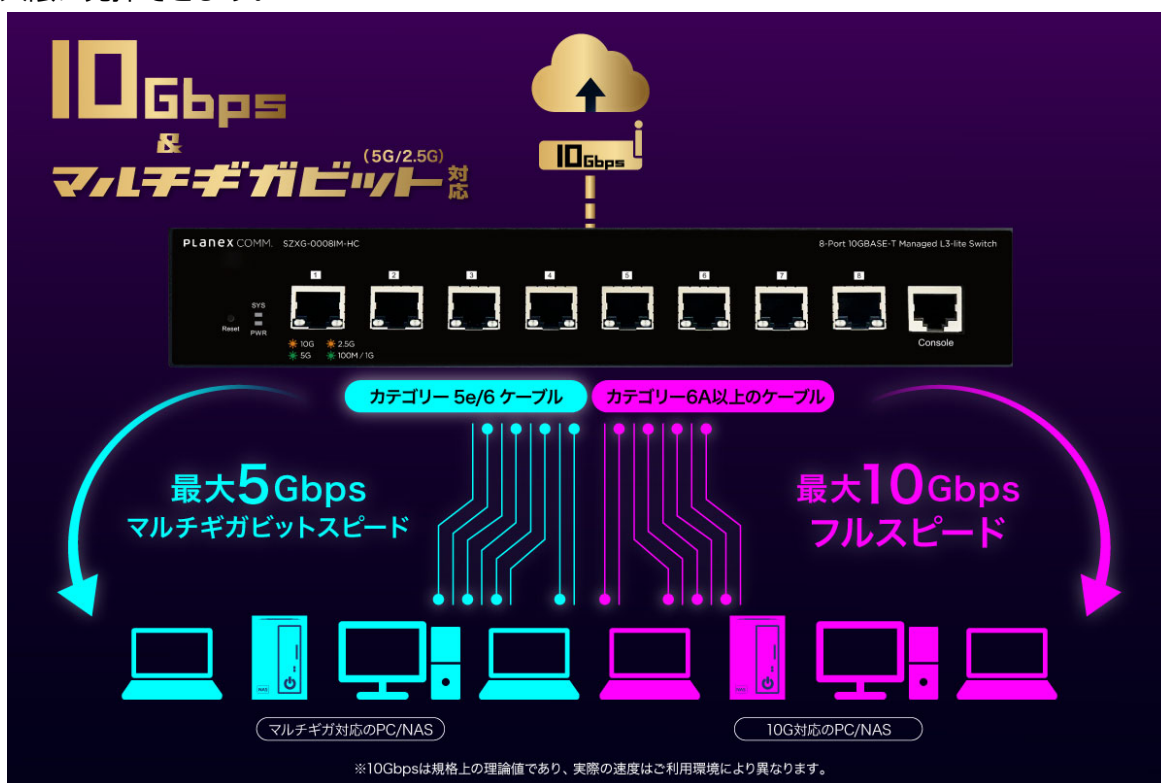 10Gbps
&
(5G/2.5G)
マルチギガビット対応
10Gbps
PLANEX COMM. SZXG-0008IM-HC
8-Port 10GBASE-T Managed L3-lite Switch
1 2 3 4 5 6 7 8
SYS
Reset PWR
10G 2.5G
5G 100M / 1G
Console
カテゴリー 5e/6 ケーブル
カテゴリー6A以上のケーブル
最大5Gbps
マルチギガビットスピード
最大10Gbps
フルスピード
NAS
NAS
マルチギガ対応のPC/NAS
10G対応のPC/NAS
※10Gbpsは規格上の理論値であり、実際の速度はご利用環境により異なります。